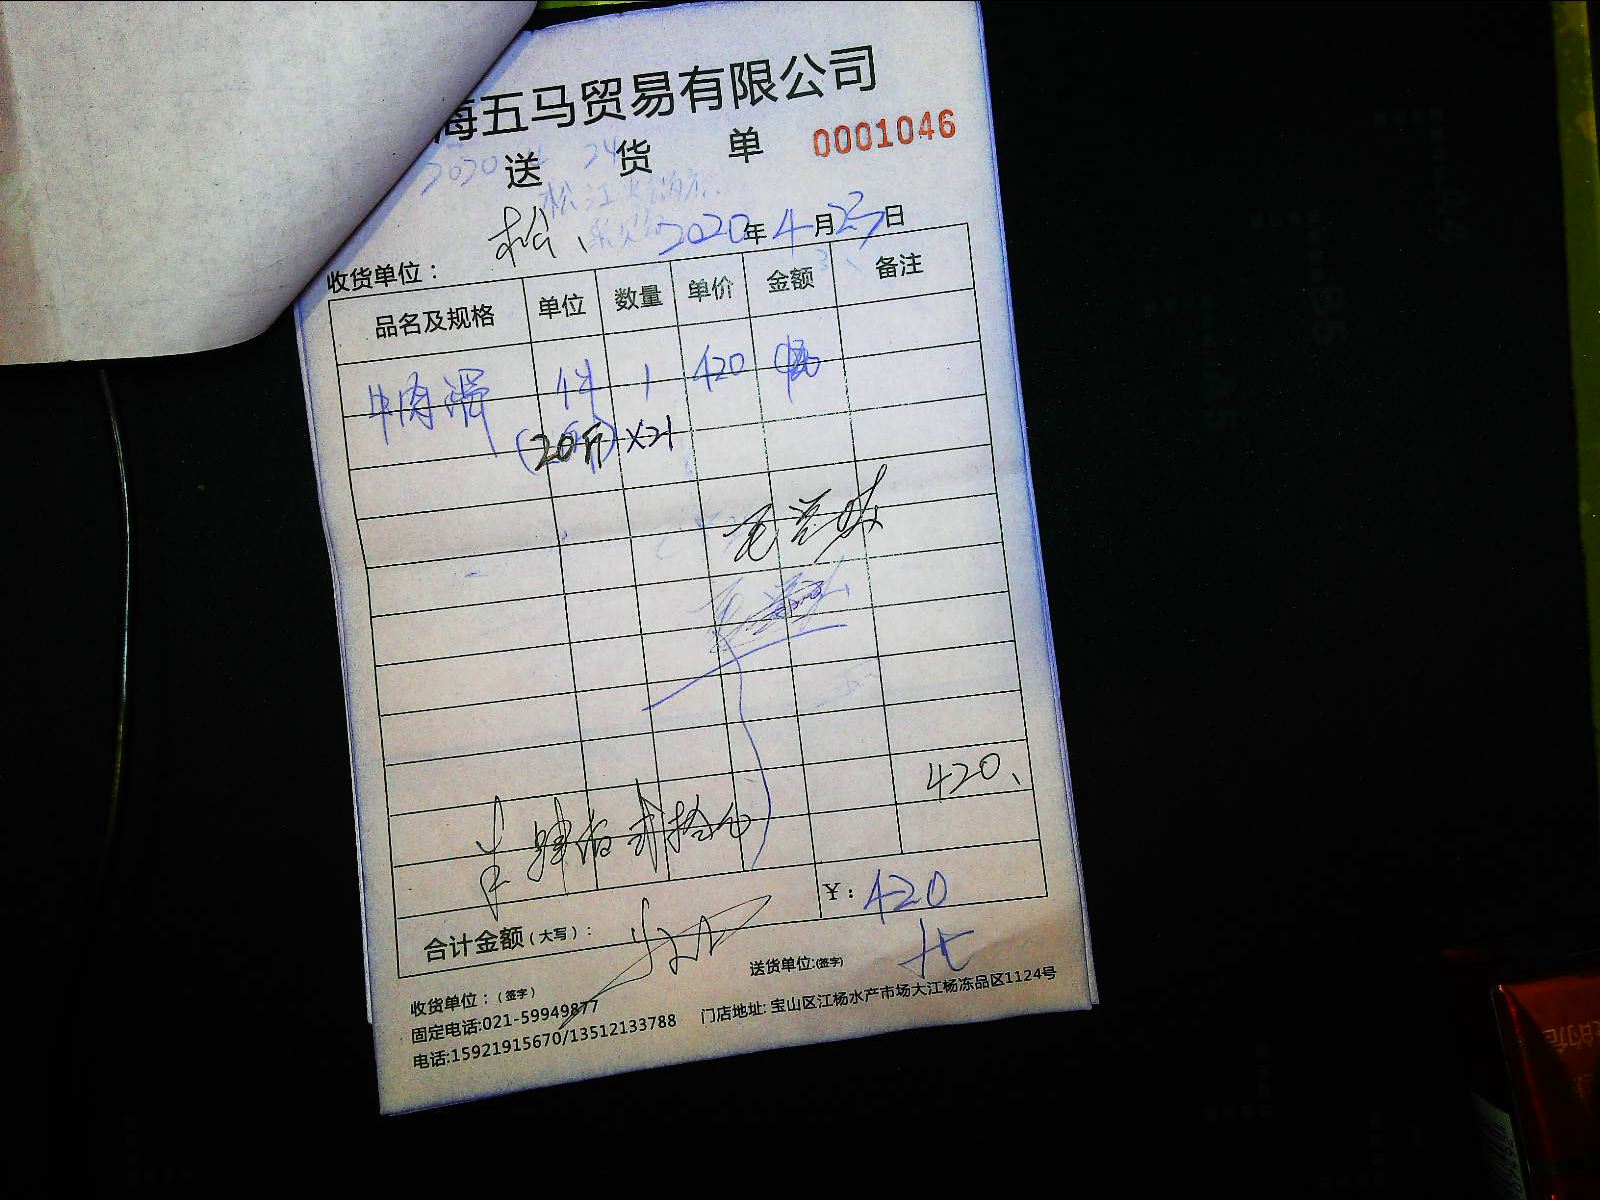 海五马贸易有限公司
送货单 0001046
松、 2020年4月23日
收货单位：
品名及规格 单位 数量 单价 金额 备注
牛肉 件 1 420
(20斤)×21
420、
肆佰贰拾元
合计金额（大写）： ￥：420
收货单位：（签字） 送货单位:(签字)
固定电话:021-59949877
电话:15921915670/13512133788 门店地址: 宝山区江杨水产市场大江杨冻品区1124号